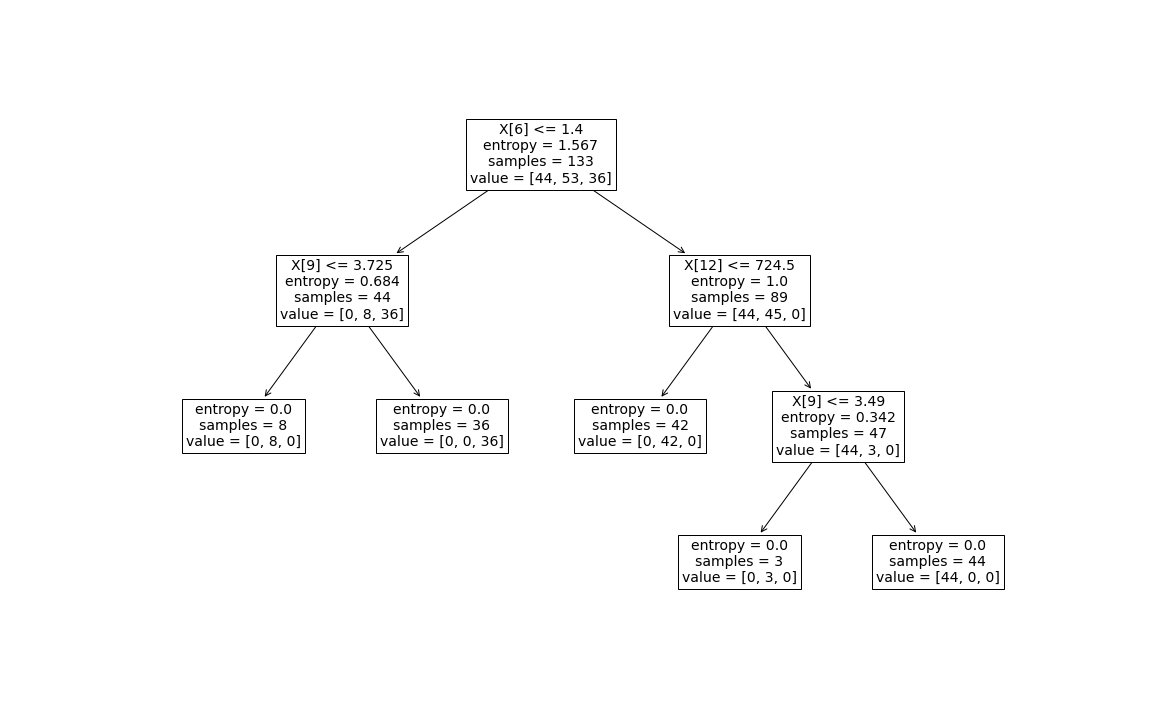 X[6] <= 1.4
entropy = 1.567
samples = 133
value = [44, 53, 36]
X[9] <= 3.725
entropy = 0.684
samples = 44
value = [0, 8, 36]
X[12] <= 724.5
entropy = 1.0
samples = 89
value = [44, 45, 0]
entropy = 0.0
samples = 8
value = [0, 8, 0]
entropy = 0.0
samples = 36
value = [0, 0, 36]
entropy = 0.0
samples = 42
value = [0, 42, 0]
X[9] <= 3.49
entropy = 0.342
samples = 47
value = [44, 3, 0]
entropy = 0.0
samples = 3
value = [0, 3, 0]
entropy = 0.0
samples = 44
value = [44, 0, 0]